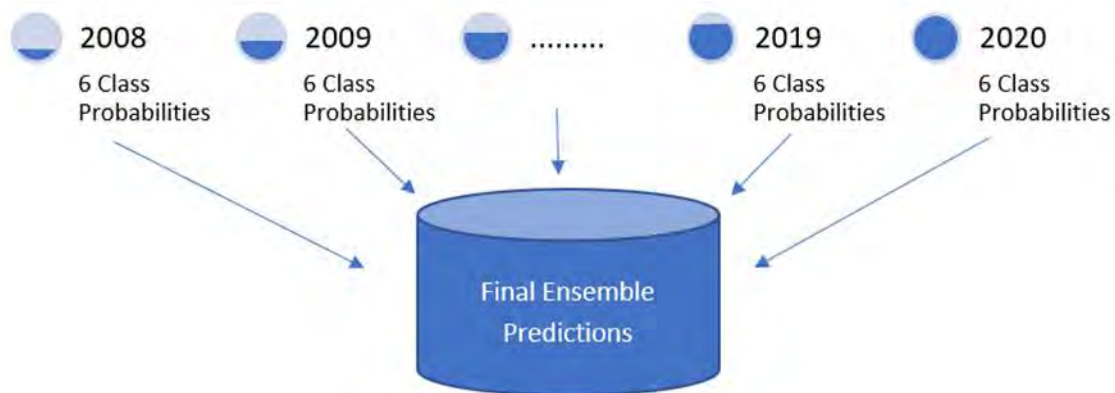 2008
2009
.........
2019
2020
6 Class
Probabilities
6 Class
Probabilities
6 Class
Probabilities
6 Class
Probabilities
Final Ensemble
Predictions